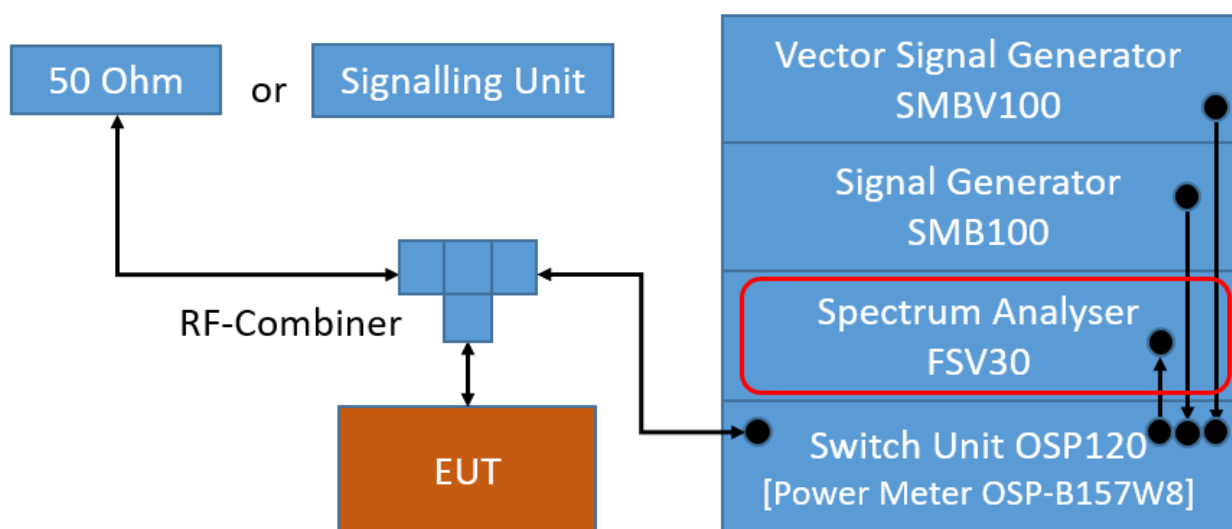 50 Ohm
or
Signalling Unit
RF-Combiner
EUT
Vector Signal Generator
SMBV100
Signal Generator
SMB100
Spectrum Analyser
FSV30
Switch Unit OSP120
[Power Meter OSP-B157W8]